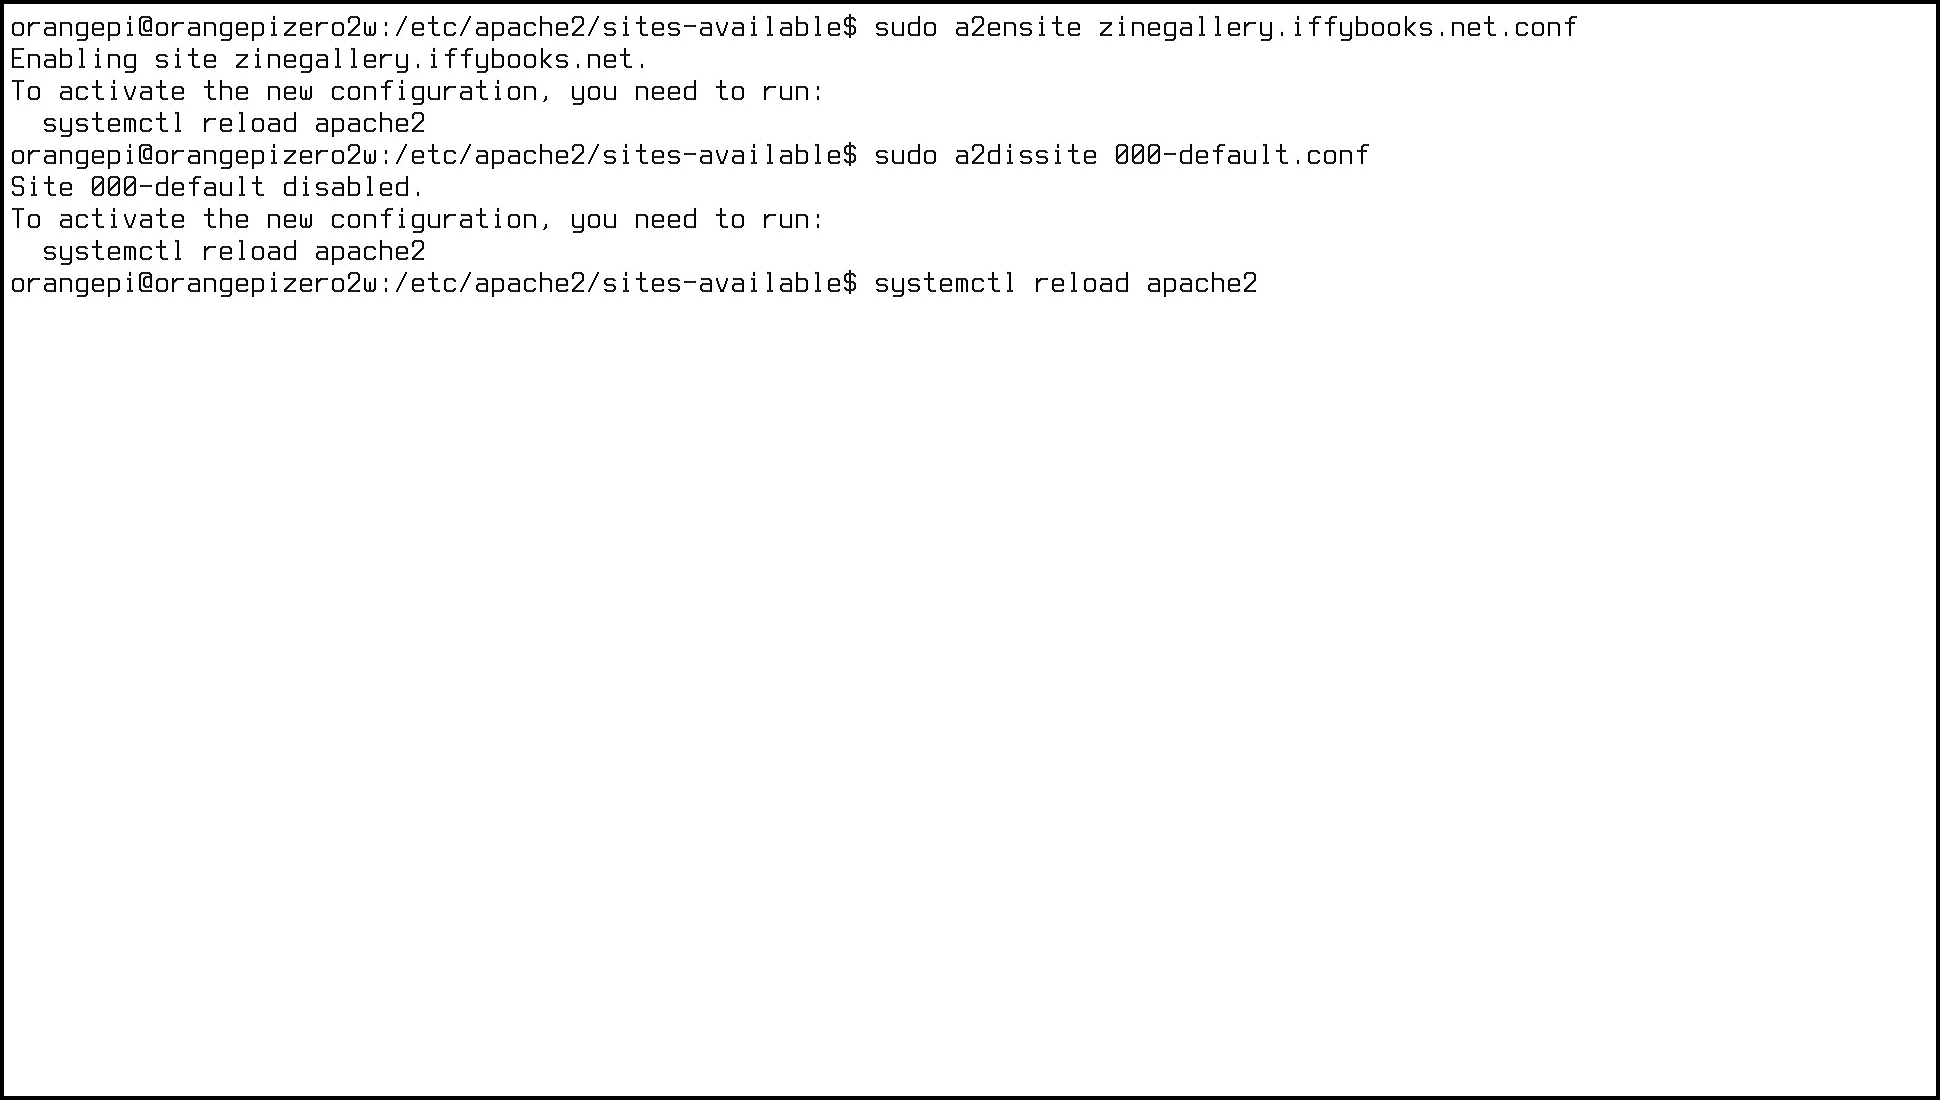 orangepi@orangepizero2w:/etc/apache2/sites-available$ sudo a2ensite zinegallery.iffybooks.net.conf
Enabling site zinegallery.iffybooks.net.
To activate the new configuration, you need to run:
  systemctl reload apache2
orangepi@orangepizero2w:/etc/apache2/sites-available$ sudo a2dissite 000-default.conf
Site 000-default disabled.
To activate the new configuration, you need to run:
  systemctl reload apache2
orangepi@orangepizero2w:/etc/apache2/sites-available$ systemctl reload apache2